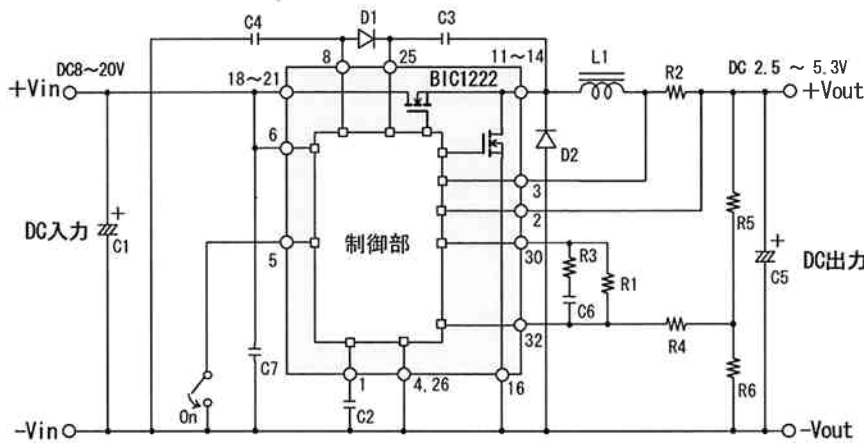 C4
D1
C3
8
25
11～14
L1
DC8～20V
18～21
BIC1222
R2
DC 2.5 ～ 5.3V
+Vin
+Vout
6
D2
3
2
R5
DC入力
+
C1
制御部
5
30
R3
R1
+
C5
DC出力
C6
32
R4
C7
R6
On
1
C2
4,26
16
-Vin
-Vout